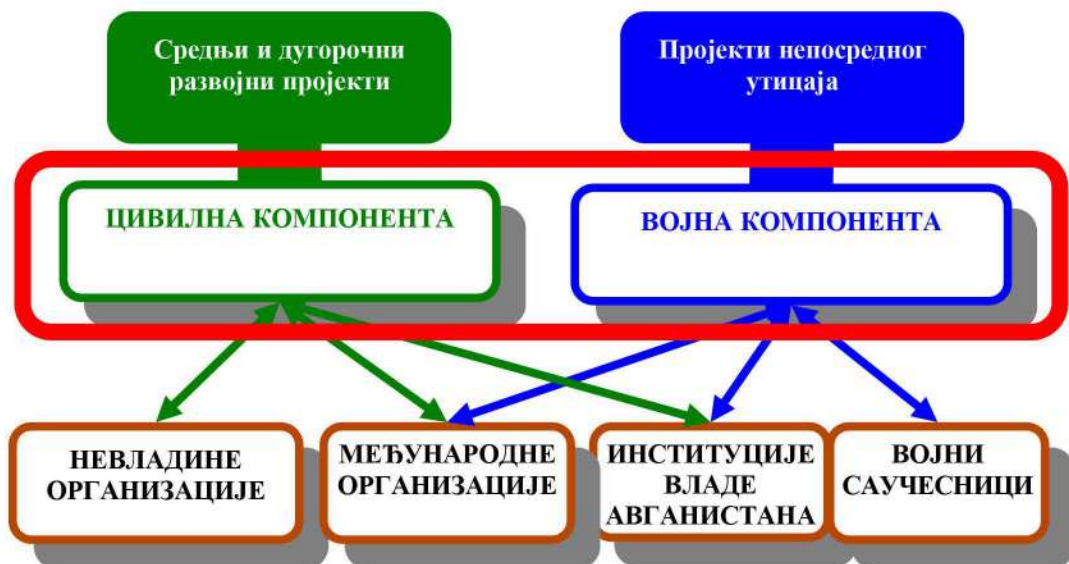 Средњи и дугорочни
развојни пројекти
Пројекти непосредног
утицаја
ЦИВИЛНА КОМПОНЕНТА
ВОЈНА КОМПОНЕНТА
НЕВЛАДИНЕ
ОРГАНИЗАЦИЈЕ
МЕЂУНАРОДНЕ
ОРГАНИЗАЦИЈЕ
ИНСТИТУЦИЈЕ
ВЛАДЕ
АВГАНИСТАНА
ВОЈНИ
САУЧЕСНИЦИ